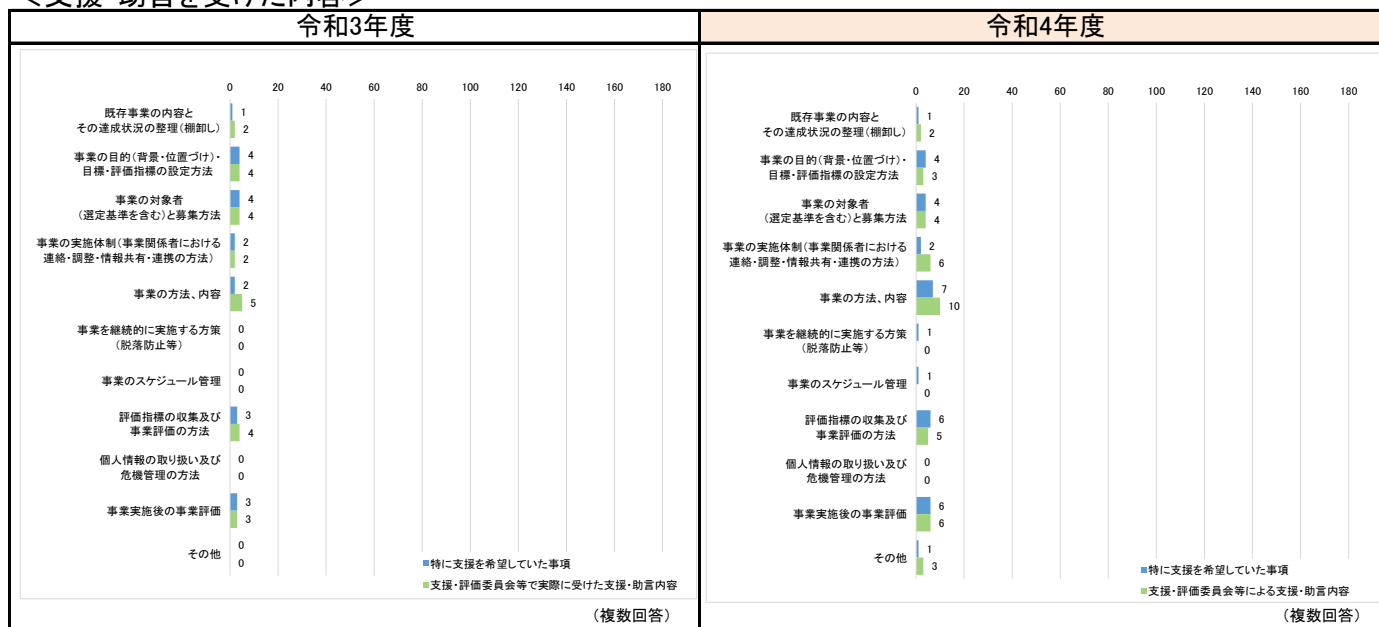 ＜支援・助言を受けた内容＞
令和3年度
0 20 40 60 80 100 120 140 160 180
既存事業の内容と
その達成状況の整理（棚卸し）
1
2
事業の目的（背景・位置づけ）・
目標・評価指標の設定方法
4
4
事業の対象者
（選定基準を含む）と募集方法
4
4
事業の実施体制（事業関係者における
連絡・調整・情報共有・連携の方法）
2
2
事業の方法、内容
2
5
事業を継続的に実施する方策
（脱落防止等）
0
0
事業のスケジュール管理
0
0
評価指標の収集及び
事業評価の方法
3
4
個人情報の取り扱い及び
危機管理の方法
0
0
事業実施後の事業評価
3
3
その他
0
0
■特に支援を希望していた事項
■支援・評価委員会等で実際に受けた支援・助言内容
（複数回答）
令和4年度
0 20 40 60 80 100 120 140 160 180
既存事業の内容と
その達成状況の整理（棚卸し）
1
2
事業の目的（背景・位置づけ）・
目標・評価指標の設定方法
4
3
事業の対象者
（選定基準を含む）と募集方法
4
4
事業の実施体制（事業関係者における
連絡・調整・情報共有・連携の方法）
2
6
事業の方法、内容
7
10
事業を継続的に実施する方策
（脱落防止等）
1
0
事業のスケジュール管理
1
0
評価指標の収集及び
事業評価の方法
6
5
個人情報の取り扱い及び
危機管理の方法
0
0
事業実施後の事業評価
6
6
その他
1
3
■特に支援を希望していた事項
■支援・評価委員会等による支援・助言内容
（複数回答）